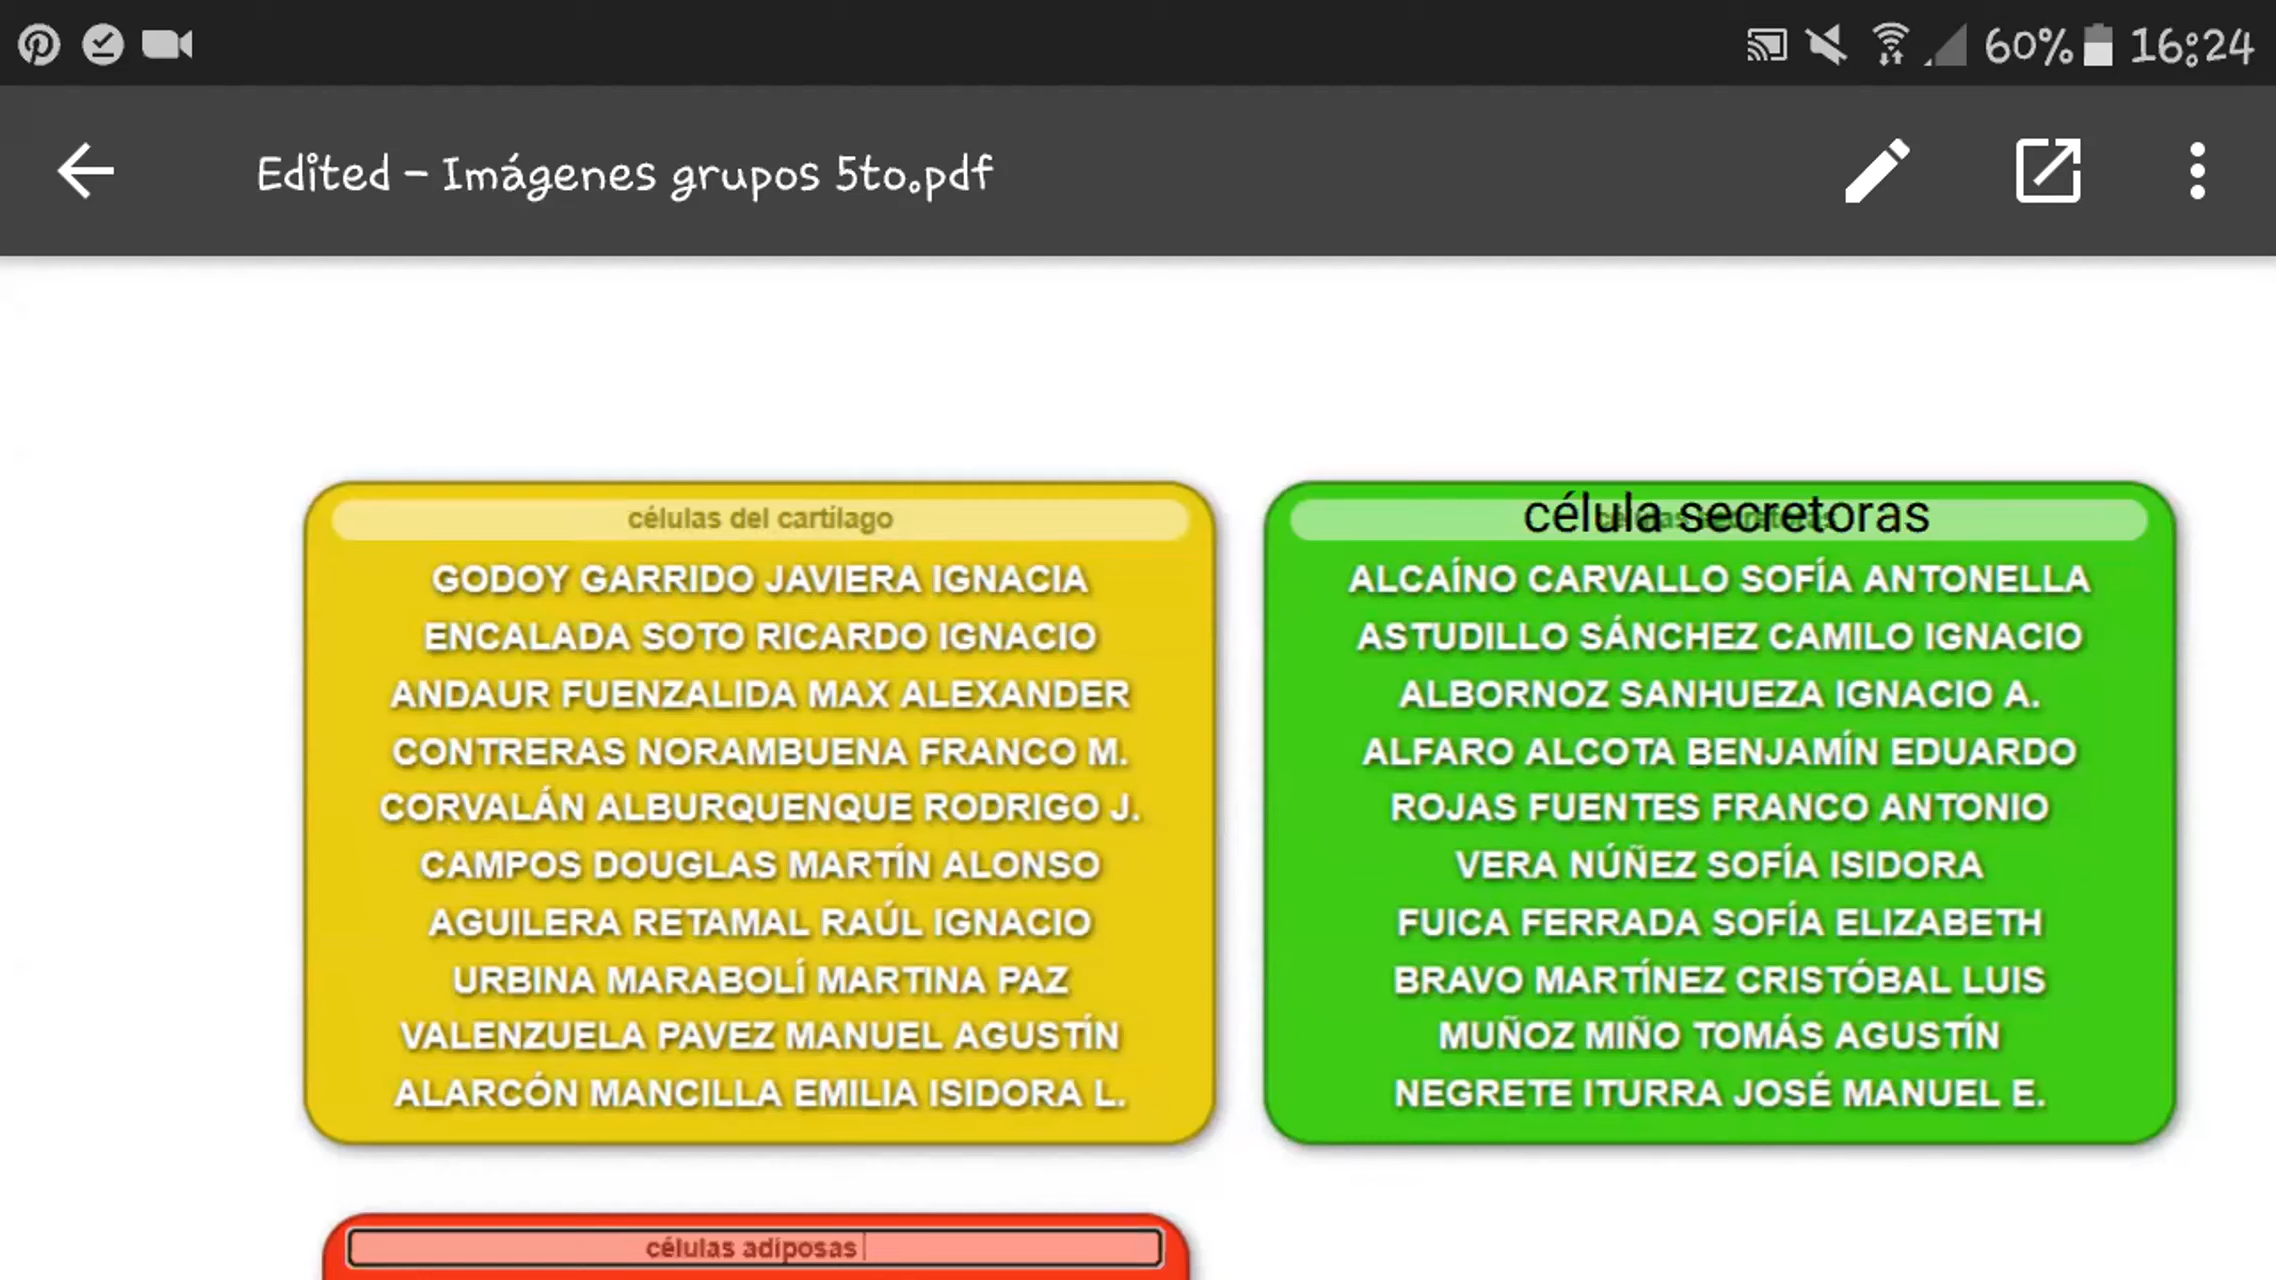 60% 16:24
Edited - Imágenes grupos 5to.pdf
células del cartílago
GODOY GARRIDO JAVIERA IGNACIA
ENCALADA SOTO RICARDO IGNACIO
ANDAUR FUENZALIDA MAX ALEXANDER
CONTRERAS NORAMBUENA FRANCO M.
CORVALÁN ALBURQUENQUE RODRIGO J.
CAMPOS DOUGLAS MARTÍN ALONSO
AGUILERA RETAMAL RAÚL IGNACIO
URBINA MARABOLÍ MARTINA PAZ
VALENZUELA PAVEZ MANUEL AGUSTÍN
ALARCÓN MANCILLA EMILIA ISIDORA L.
célula secretoras
células secretoras
ALCAÍNO CARVALLO SOFÍA ANTONELLA
ASTUDILLO SÁNCHEZ CAMILO IGNACIO
ALBORNOZ SANHUEZA IGNACIO A.
ALFARO ALCOTA BENJAMÍN EDUARDO
ROJAS FUENTES FRANCO ANTONIO
VERA NÚÑEZ SOFÍA ISIDORA
FUICA FERRADA SOFÍA ELIZABETH
BRAVO MARTÍNEZ CRISTÓBAL LUIS
MUÑOZ MIÑO TOMÁS AGUSTÍN
NEGRETE ITURRA JOSÉ MANUEL E.
células adiposas